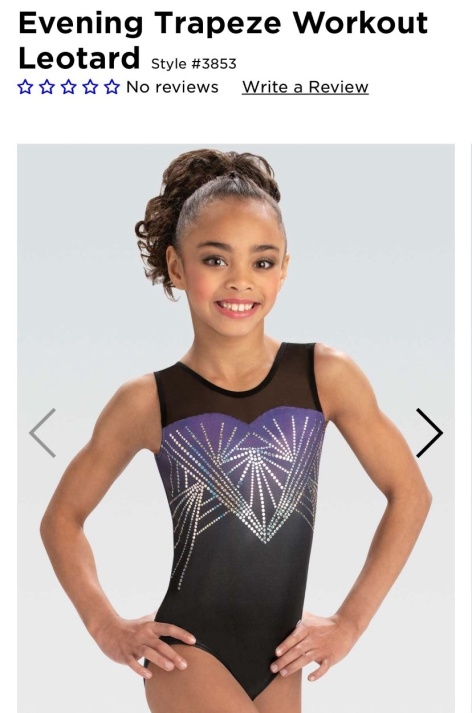 Evening Trapeze Workout
Leotard Style #3853
No reviews Write a Review